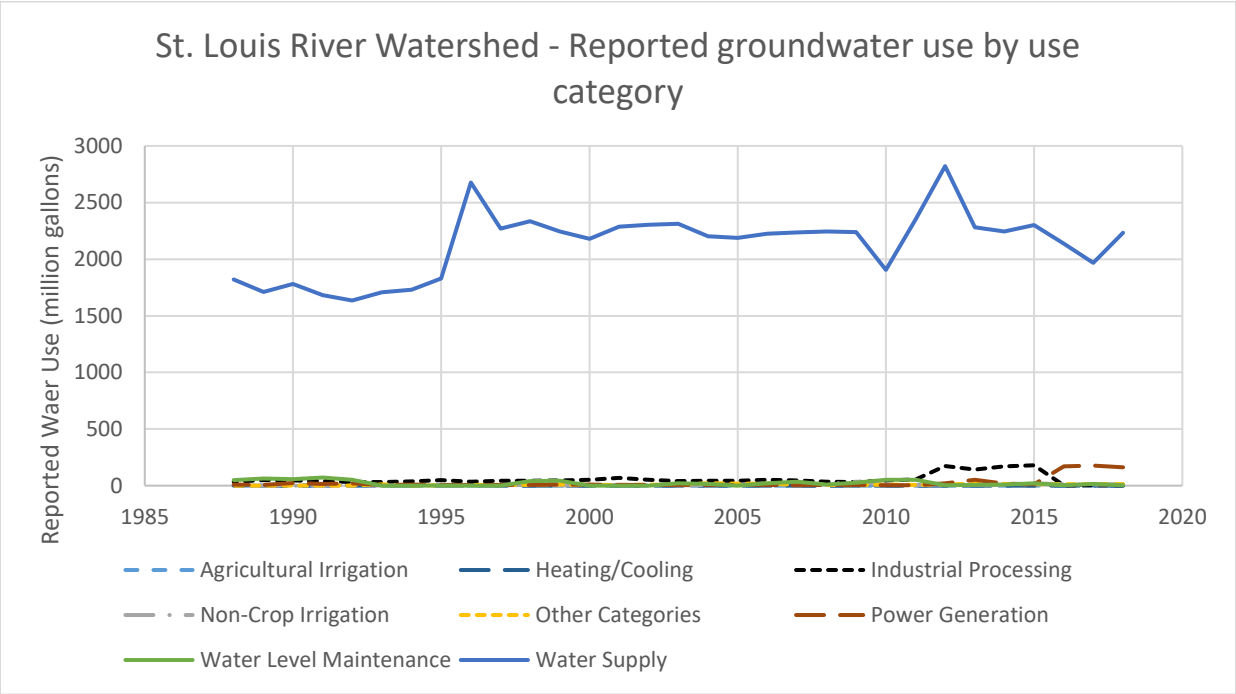 St. Louis River Watershed - Reported groundwater use by use
category
Reported Waer Use (million gallons)
3000
2500
2000
1500
1000
500
0
1985 1990 1995 2000 2005 2010 2015 2020
Agricultural Irrigation Heating/Cooling Industrial Processing
Non-Crop Irrigation Other Categories Power Generation
Water Level Maintenance Water Supply